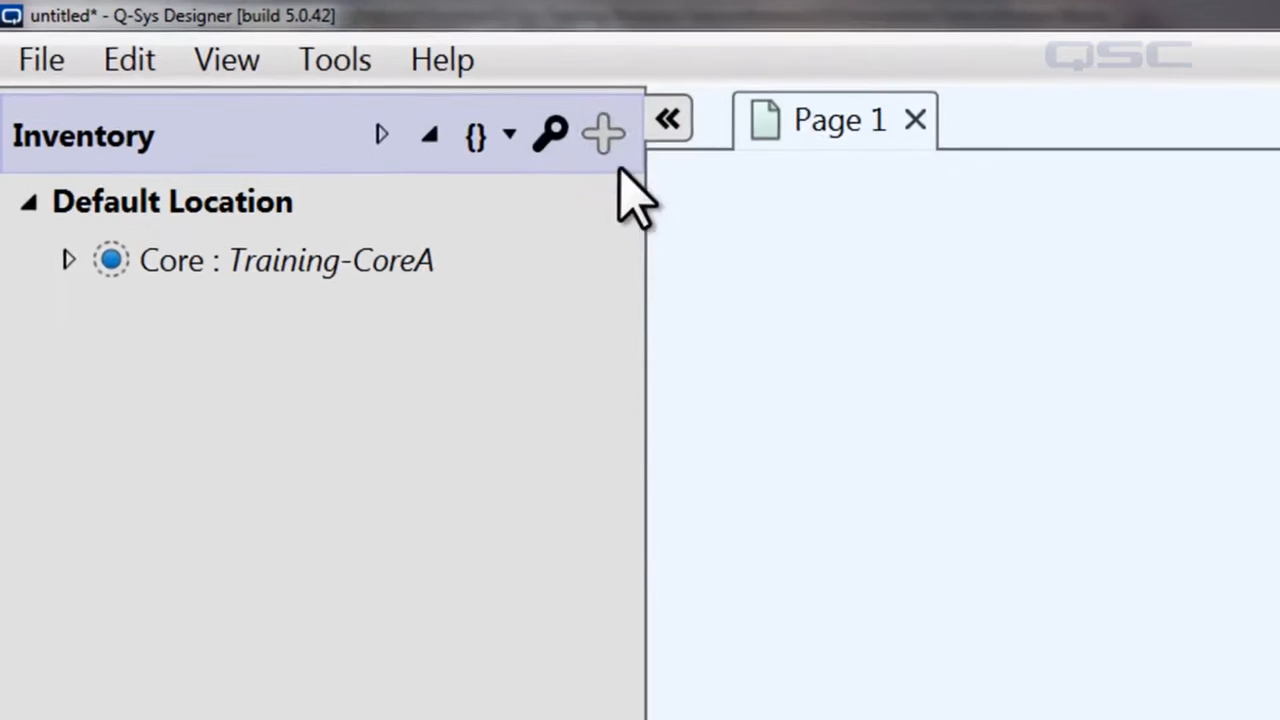 untitled* - Q-Sys Designer [build 5.0.42]
File Edit View Tools Help
QSC
Inventory {}
Page 1
Default Location
Core : Training-CoreA